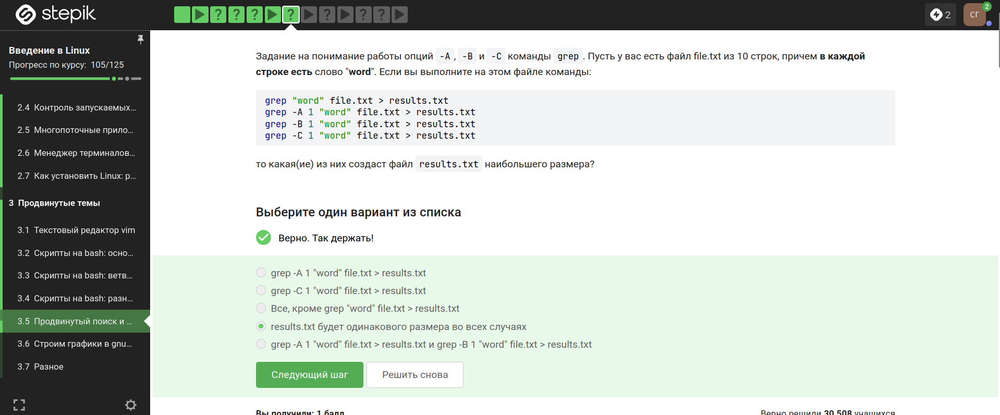 stepik
2
СГ
2
Введение в Linux
Прогресс по курсу: 105/125
2.4 Контроль запускаемых...
2.5 Многопоточные прило...
2.6 Менеджер терминалов...
2.7 Как установить Linux: р...
3 Продвинутые темы
3.1 Текстовый редактор vim
3.2 Скрипты на bash: осно...
3.3 Скрипты на bash: ветв...
3.4 Скрипты на bash: разн...
3.5 Продвинутый поиск и ...
3.6 Строим графики в gnu...
3.7 Разное
Задание на понимание работы опций -A, -B и -C команды grep. Пусть у вас есть файл file.txt из 10 строк, причем в каждой
строке есть слово "word". Если вы выполните на этом файле команды:
grep "word" file.txt > results.txt
grep -A 1 "word" file.txt > results.txt
grep -B 1 "word" file.txt > results.txt
grep -C 1 "word" file.txt > results.txt
то какая(ие) из них создаст файл results.txt наибольшего размера?
Выберите один вариант из списка
Верно. Так держать!
grep -A 1 "word" file.txt > results.txt
grep -C 1 "word" file.txt > results.txt
Все, кроме grep "word" file.txt > results.txt
results.txt будет одинакового размера во всех случаях
grep -A 1 "word" file.txt > results.txt и grep -B 1 "word" file.txt > results.txt
Следующий шаг
Решить снова
Вы получили: 1 балл
Верно решили 30 508 учащихся